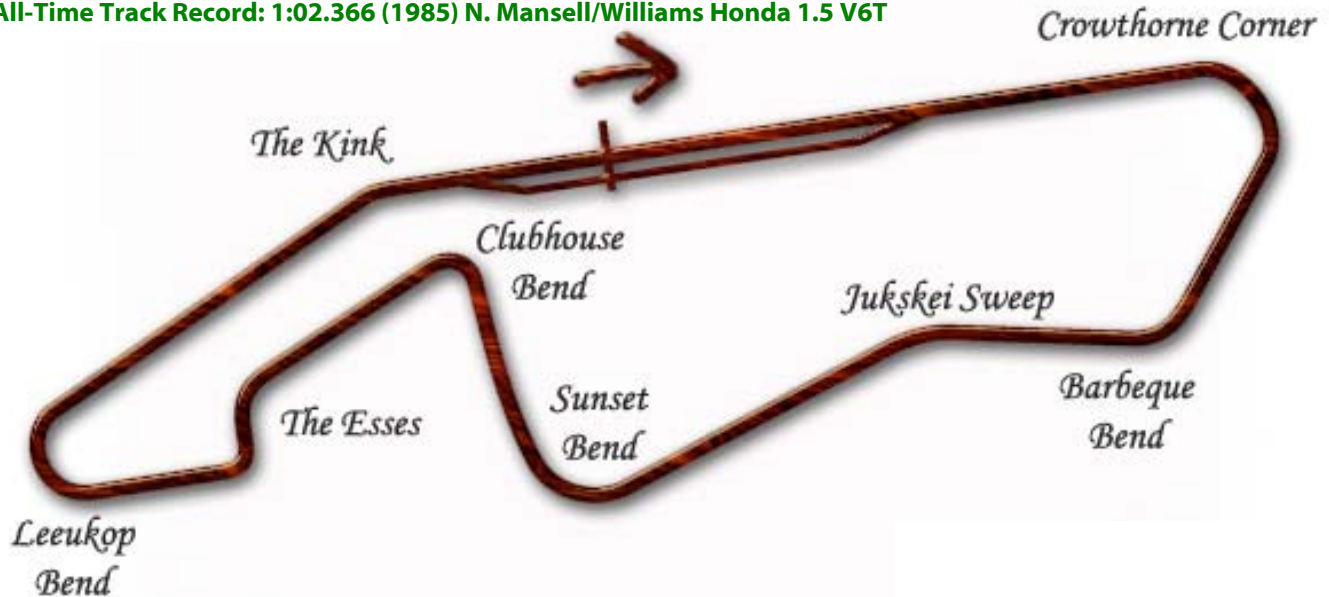 All-Time Track Record: 1:02.366 (1985) N. Mansell/Williams Honda 1.5 V6T
Crowthorne Corner
The Kink
Clubhouse
Bend
Jukskei Sweep
Barbeque
Bend
Sunset
Bend
The Esses
Leeukop
Bend